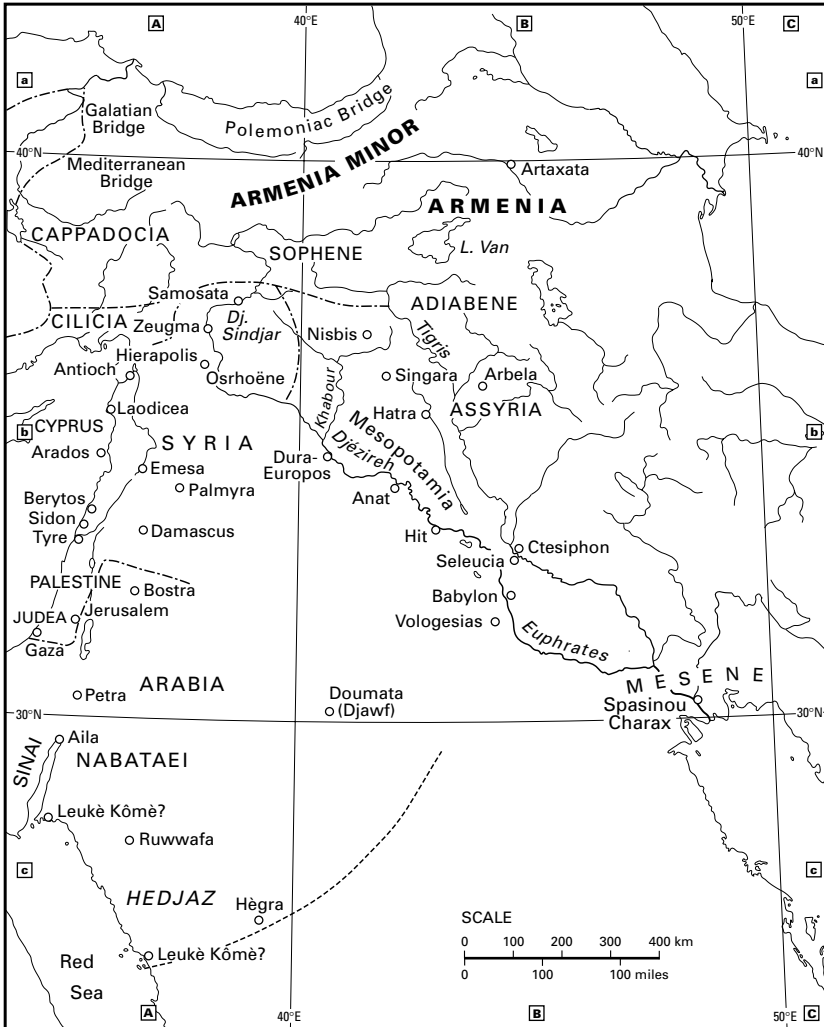 A
40°E
B
50°E
C
a
a
Galatian
Bridge
Polemoniac Bridge
40°N
40°N
Mediterranean
Bridge
ARMENIA MINOR
Artaxata
ARMENIA
CAPPADOCIA
L. Van
SOPHENE
Samosata
ADIABENE
CILICIA
Zeugma
Dj.
Sindjar
Nisbis
Tigris
Hierapolis
Antioch
Osrhoëne
Khabour
Singara
Arbela
Laodicea
Hatra
ASSYRIA
CYPRUS
b
b
SYRIA
Mesopotamia
Arados
Djézireh
Emesa
Dura-
Europos
Palmyra
Anat
Berytos
Sidon
Tyre
Damascus
Hit
Ctesiphon
Seleucia
PALESTINE
Bostra
Babylon
JUDEA
Jerusalem
Vologesias
Gaza
Euphrates
ARABIA
MESENE
Petra
Doumata
(Djawf)
Spasinou
Charax
30°N
30°N
Aila
SINAI
NABATAEI
Leukè Kômè?
Ruwwafa
c
c
HEDJAZ
Hègra
SCALE
0 100 200 300 400 km
0 100 100 miles
Leukè Kômè?
Red
Sea
A
40°E
B
50°E
C